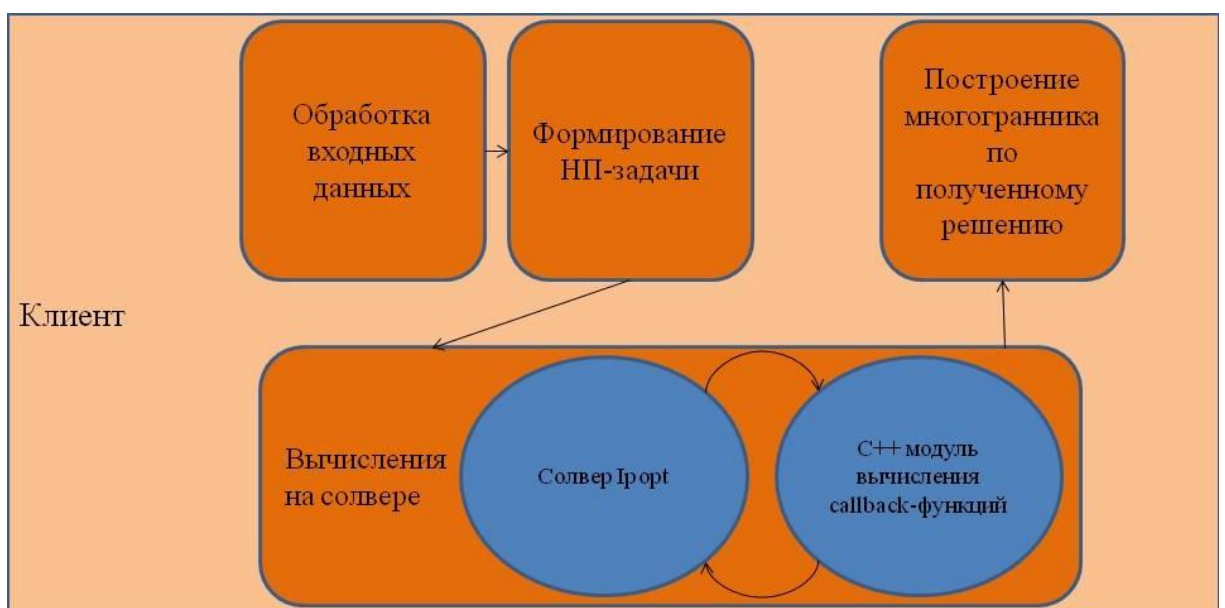 Обработка
входных
данных
Формирование
НП-задачи
Построение
многогранника
по
полученному
решению
Клиент
Вычисления
на солвере
Солвер Ipopt
C++ модуль
вычисления
callback-функций